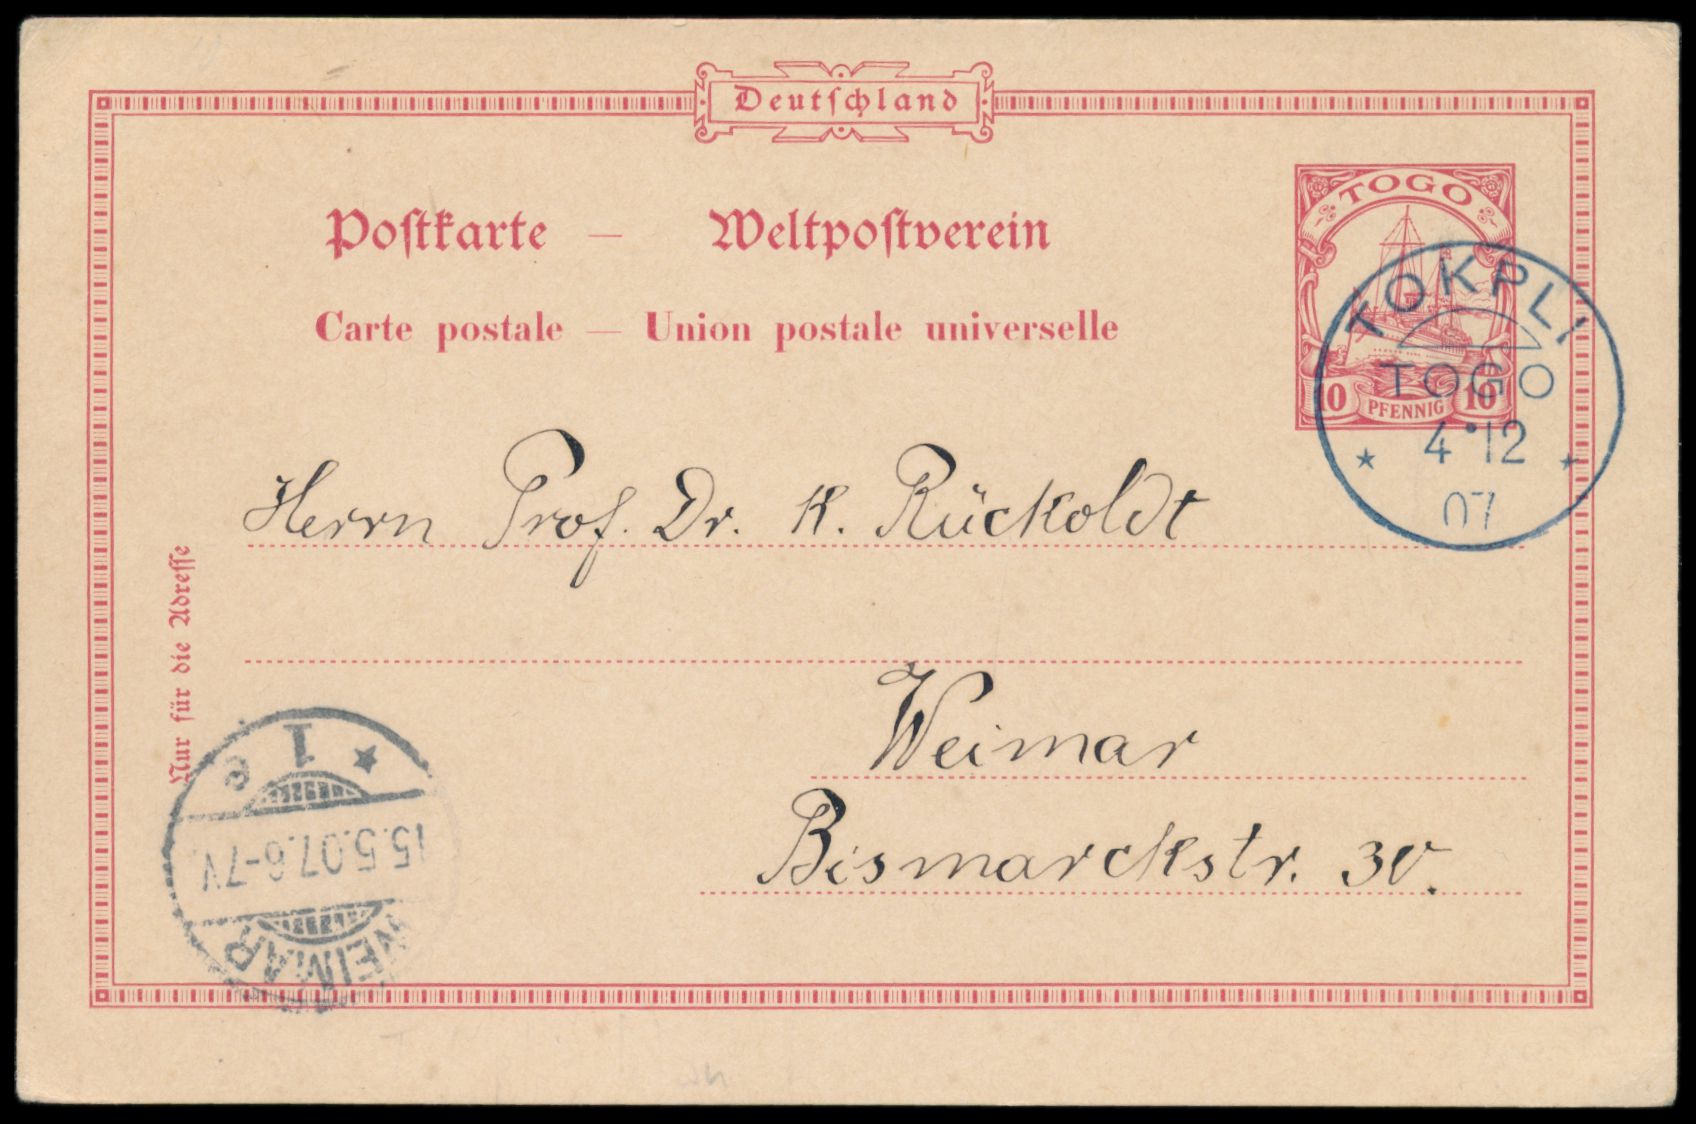 Deutschland
Postkarte — Weltpostverein
Carte postale — Union postale universelle
TOGO
10 PFENNIG 10
TOKPLI
TOGO
4 12
07
Herrn Prof. Dr. K. Rückoldt
Weimar
Bismarckstr. 30.
Nur für die Adresse
WEIMAR
15.5.07.6-7V.
* 1 e